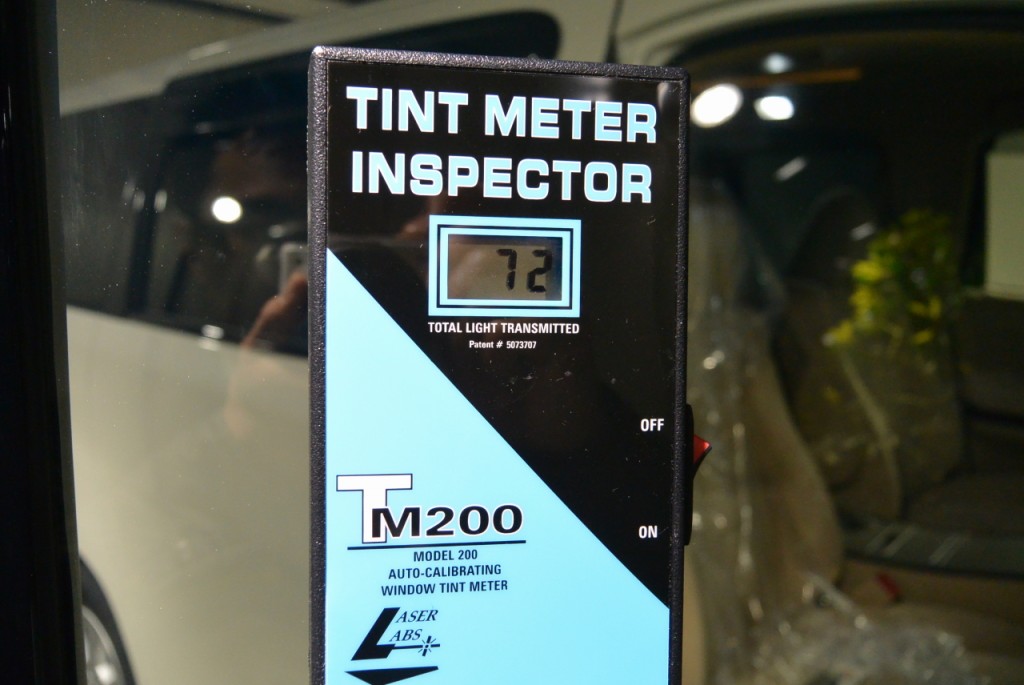 TINT METER
INSPECTOR
72
TOTAL LIGHT TRANSMITTED
Patent # 5073707
OFF
ON
TM200
MODEL 200
AUTO-CALIBRATING
WINDOW TINT METER
LASER
LABS